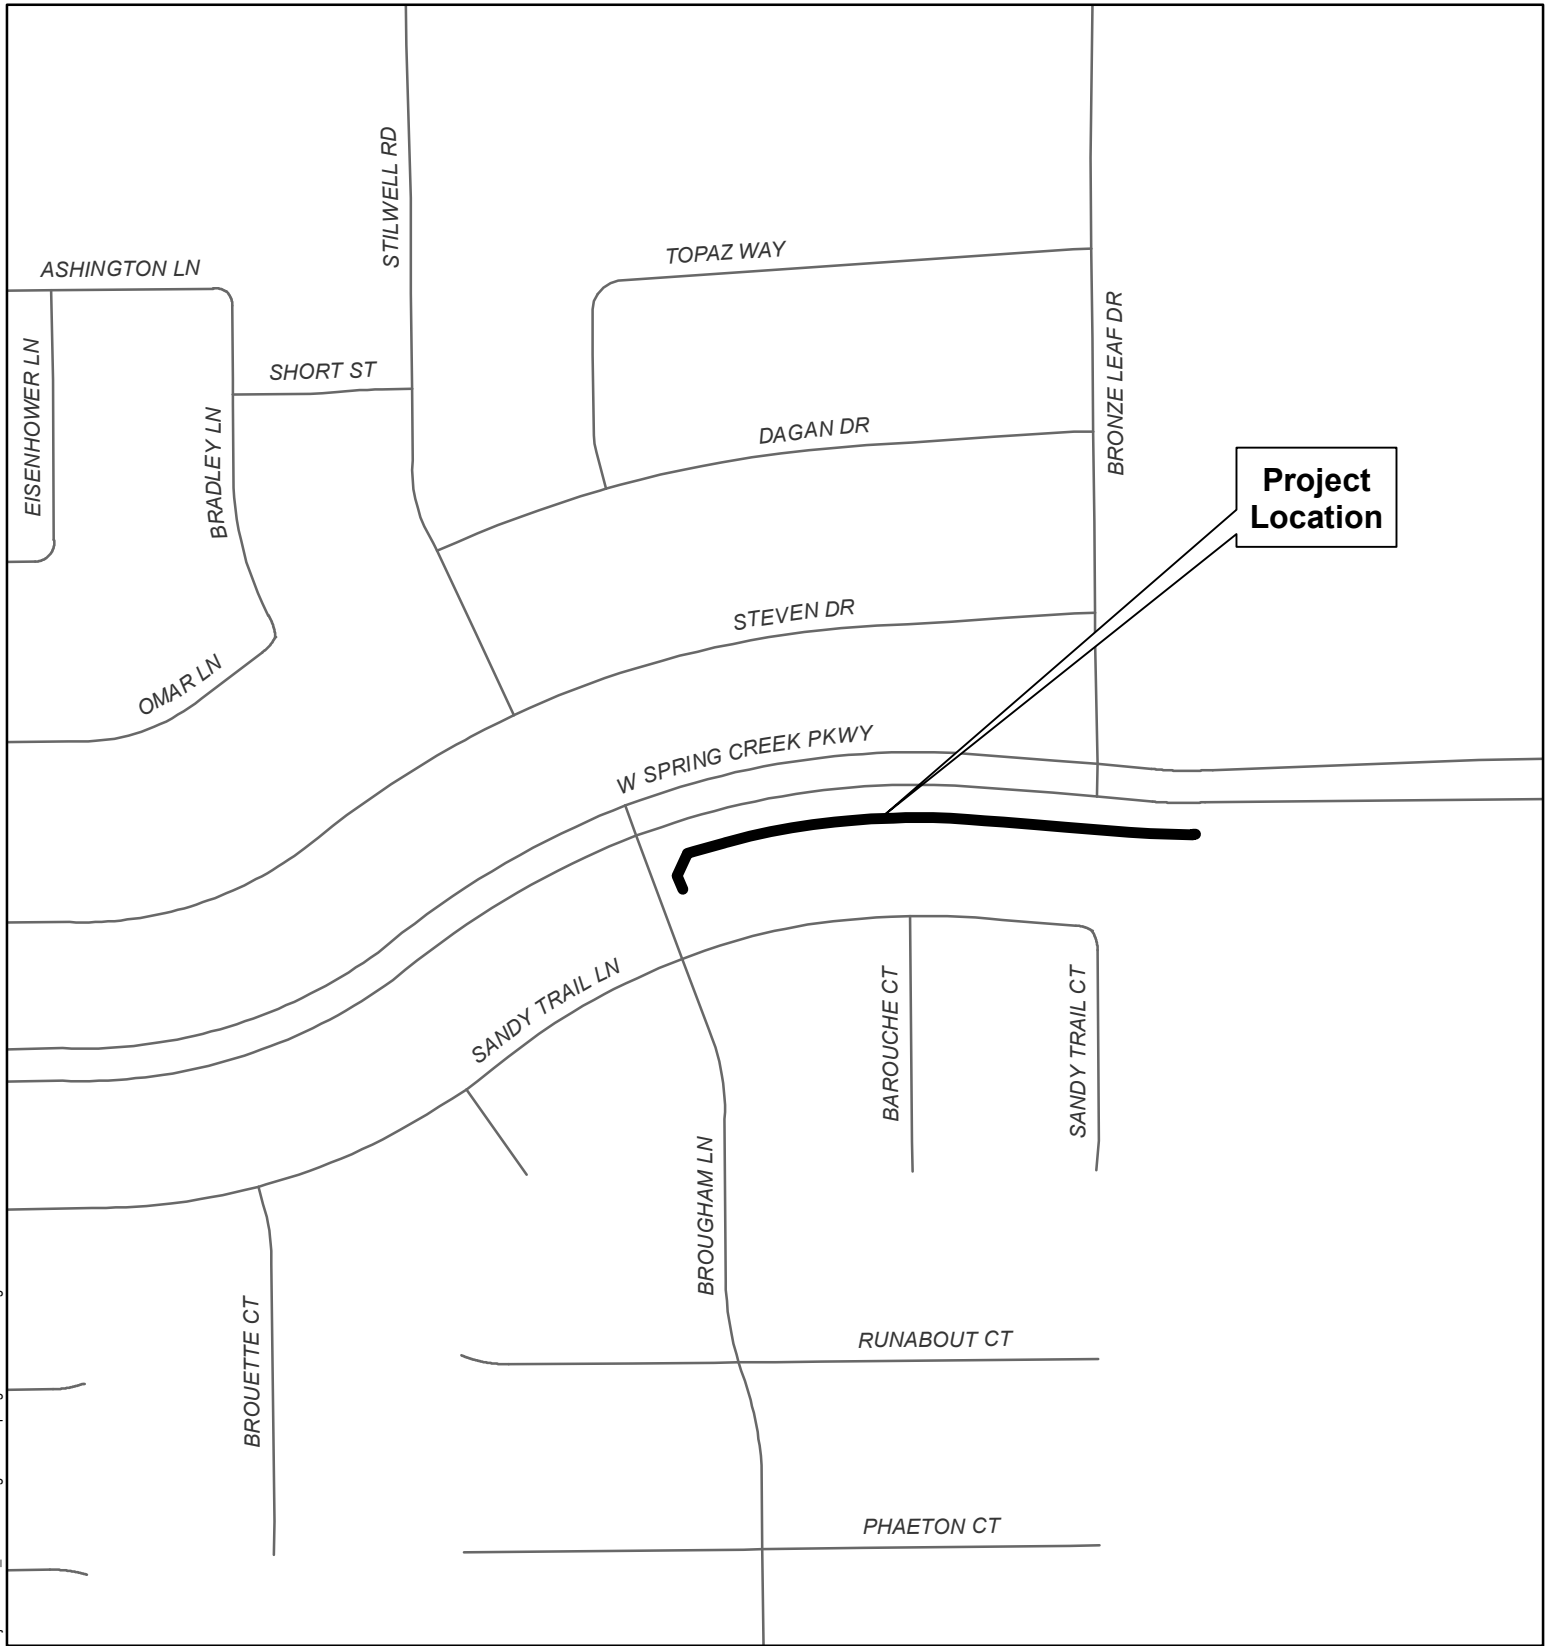 STILWELL RD
TOPAZ WAY
ASHINGTON LN
EISENHOWER LN
SHORT ST
BRADLEY LN
BRONZE LEAF DR
DAGAN DR
Project
Location
STEVEN DR
OMAR LN
W SPRING CREEK PKWY
SANDY TRAIL LN
BAROUCHE CT
SANDY TRAIL CT
BROUGHAM LN
BROUETTE CT
RUNABOUT CT
PHAETON CT